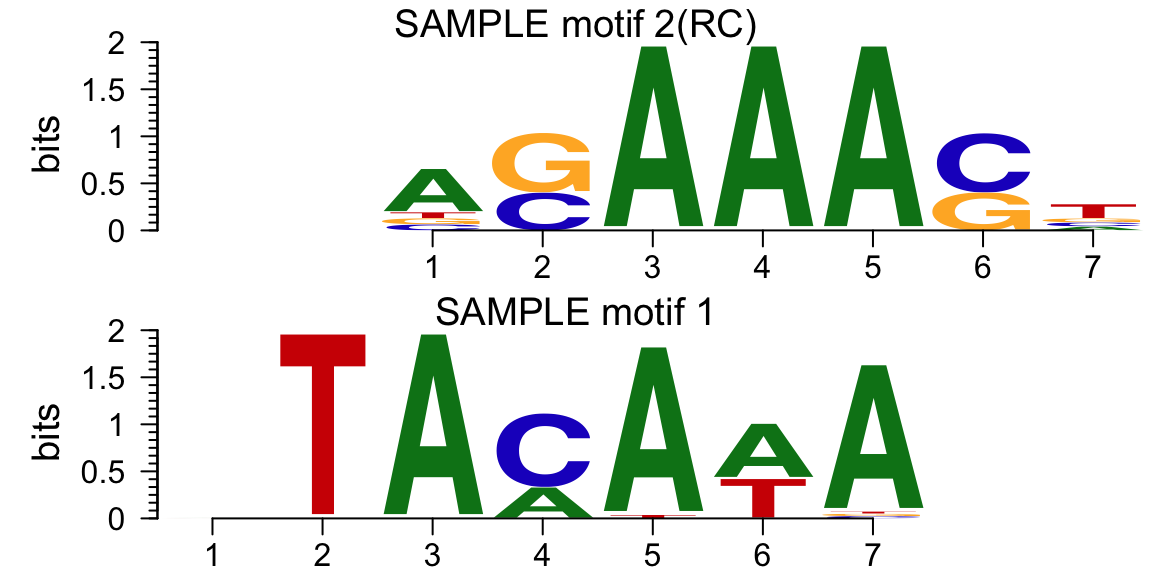 SAMPLE motif 2(RC)
2
1.5
1
0.5
0
bits
A T G C
G C
A
A
A
C G
T G C A
1 2 3 4 5 6 7
SAMPLE motif 1
2
1.5
1
0.5
0
bits
T
A
C A
A T
A T
A T G C
1 2 3 4 5 6 7